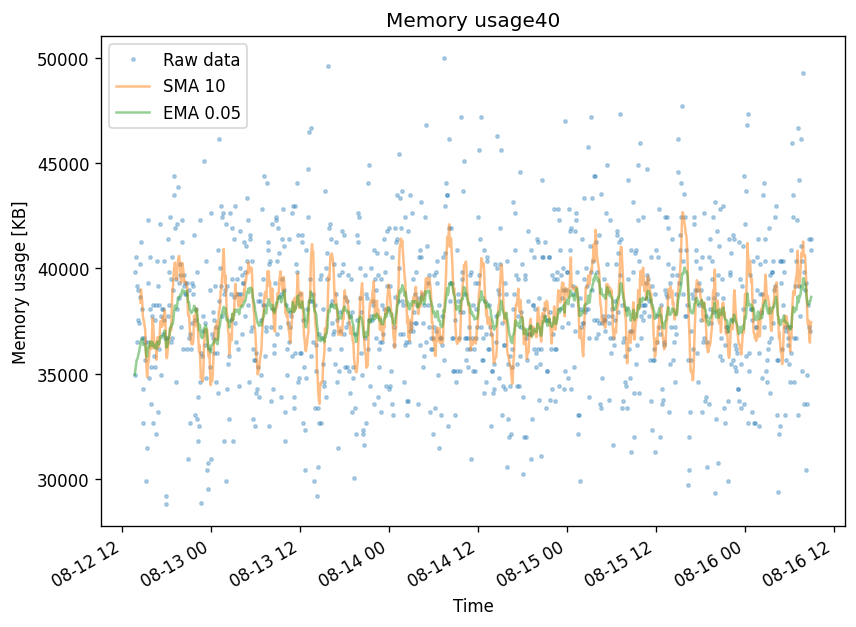 Memory usage40
Raw data
SMA 10
EMA 0.05
Memory usage [KB]
50000
45000
40000
35000
30000
08-12 12
08-13 00
08-13 12
08-14 00
08-14 12
08-15 00
08-15 12
08-16 00
08-16 12
Time